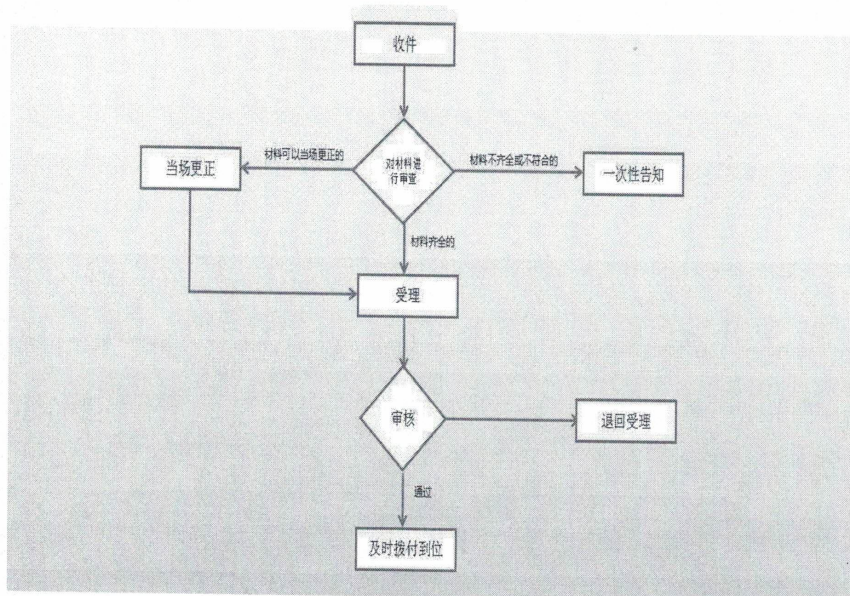 收件
材料可以当场更正的
对材料进
行审查
材料不齐全或不符合的
当场更正
一次性告知
材料齐全的
受理
审核
退回受理
通过
及时拨付到位